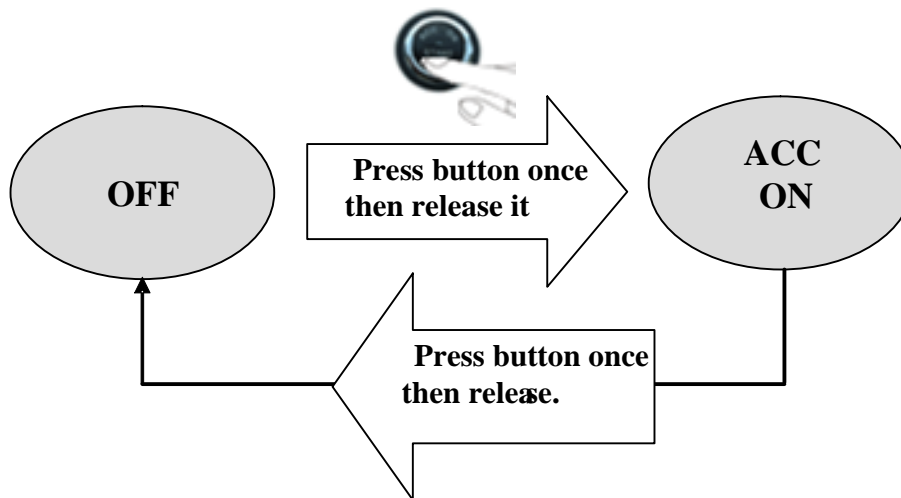 OFF
Press button once
then release it
ACC
ON
Press button once
then release.